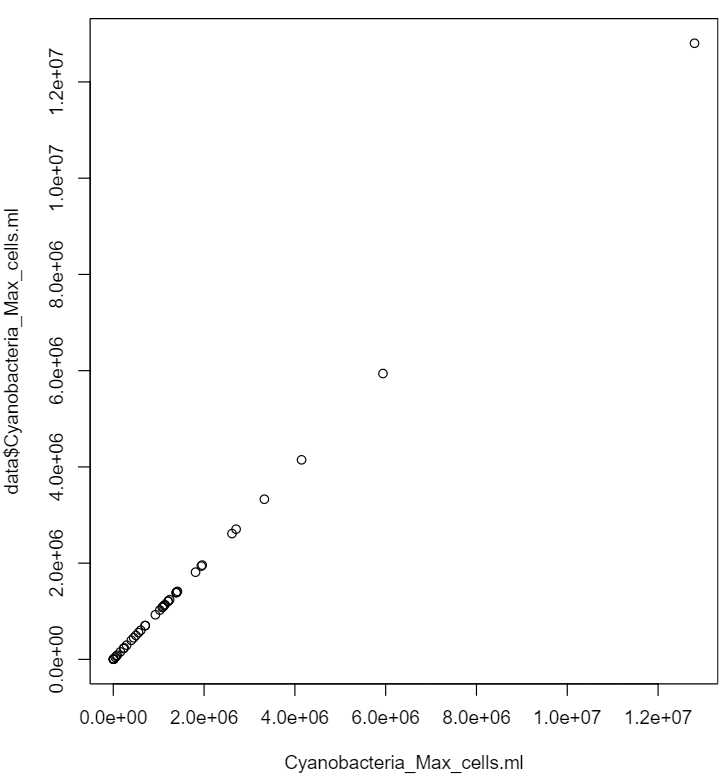 data$Cyanobacteria_Max_cells.ml
1.2e+07
1.0e+07
8.0e+06
6.0e+06
4.0e+06
2.0e+06
0.0e+00
0.0e+00 2.0e+06 4.0e+06 6.0e+06 8.0e+06 1.0e+07 1.2e+07
Cyanobacteria_Max_cells.ml